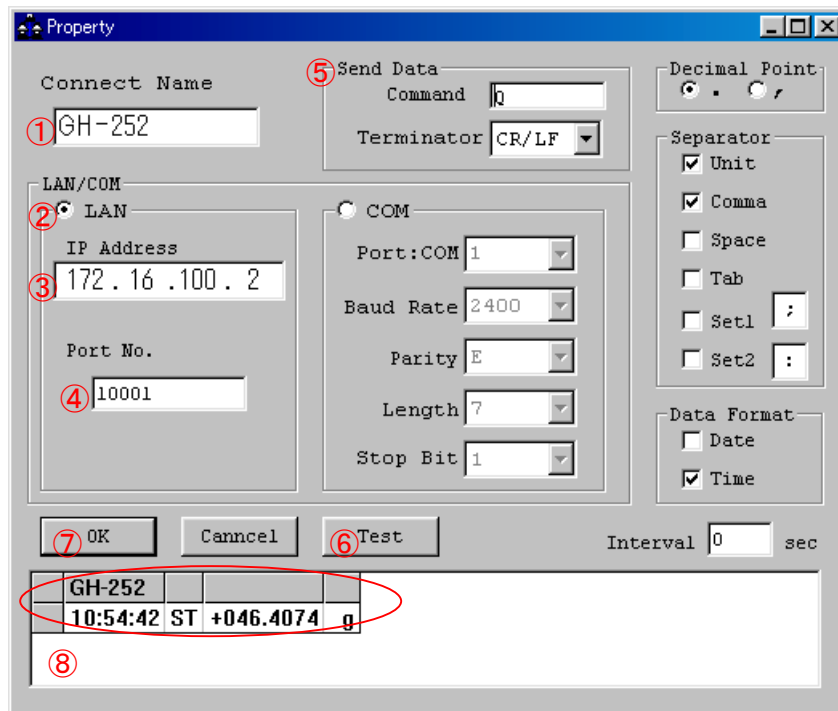 Property
Connect Name
① GH-252
⑤ Send Data
Command Q
Terminator CR/LF
Decimal Point
. ,
Separator
Unit
Comma
Space
Tab
Set1 ;
Set2 :
LAN/COM
② LAN
IP Address
③ 172 . 16 .100 . 2
Port No.
④ 10001
COM
Port:COM 1
Baud Rate 2400
Parity E
Length 7
Stop Bit 1
Data Format
Date
Time
⑦ OK
Canncel
⑥ Test
Interval 0 sec
GH-252
10:54:42 ST +046.4074 g
⑧